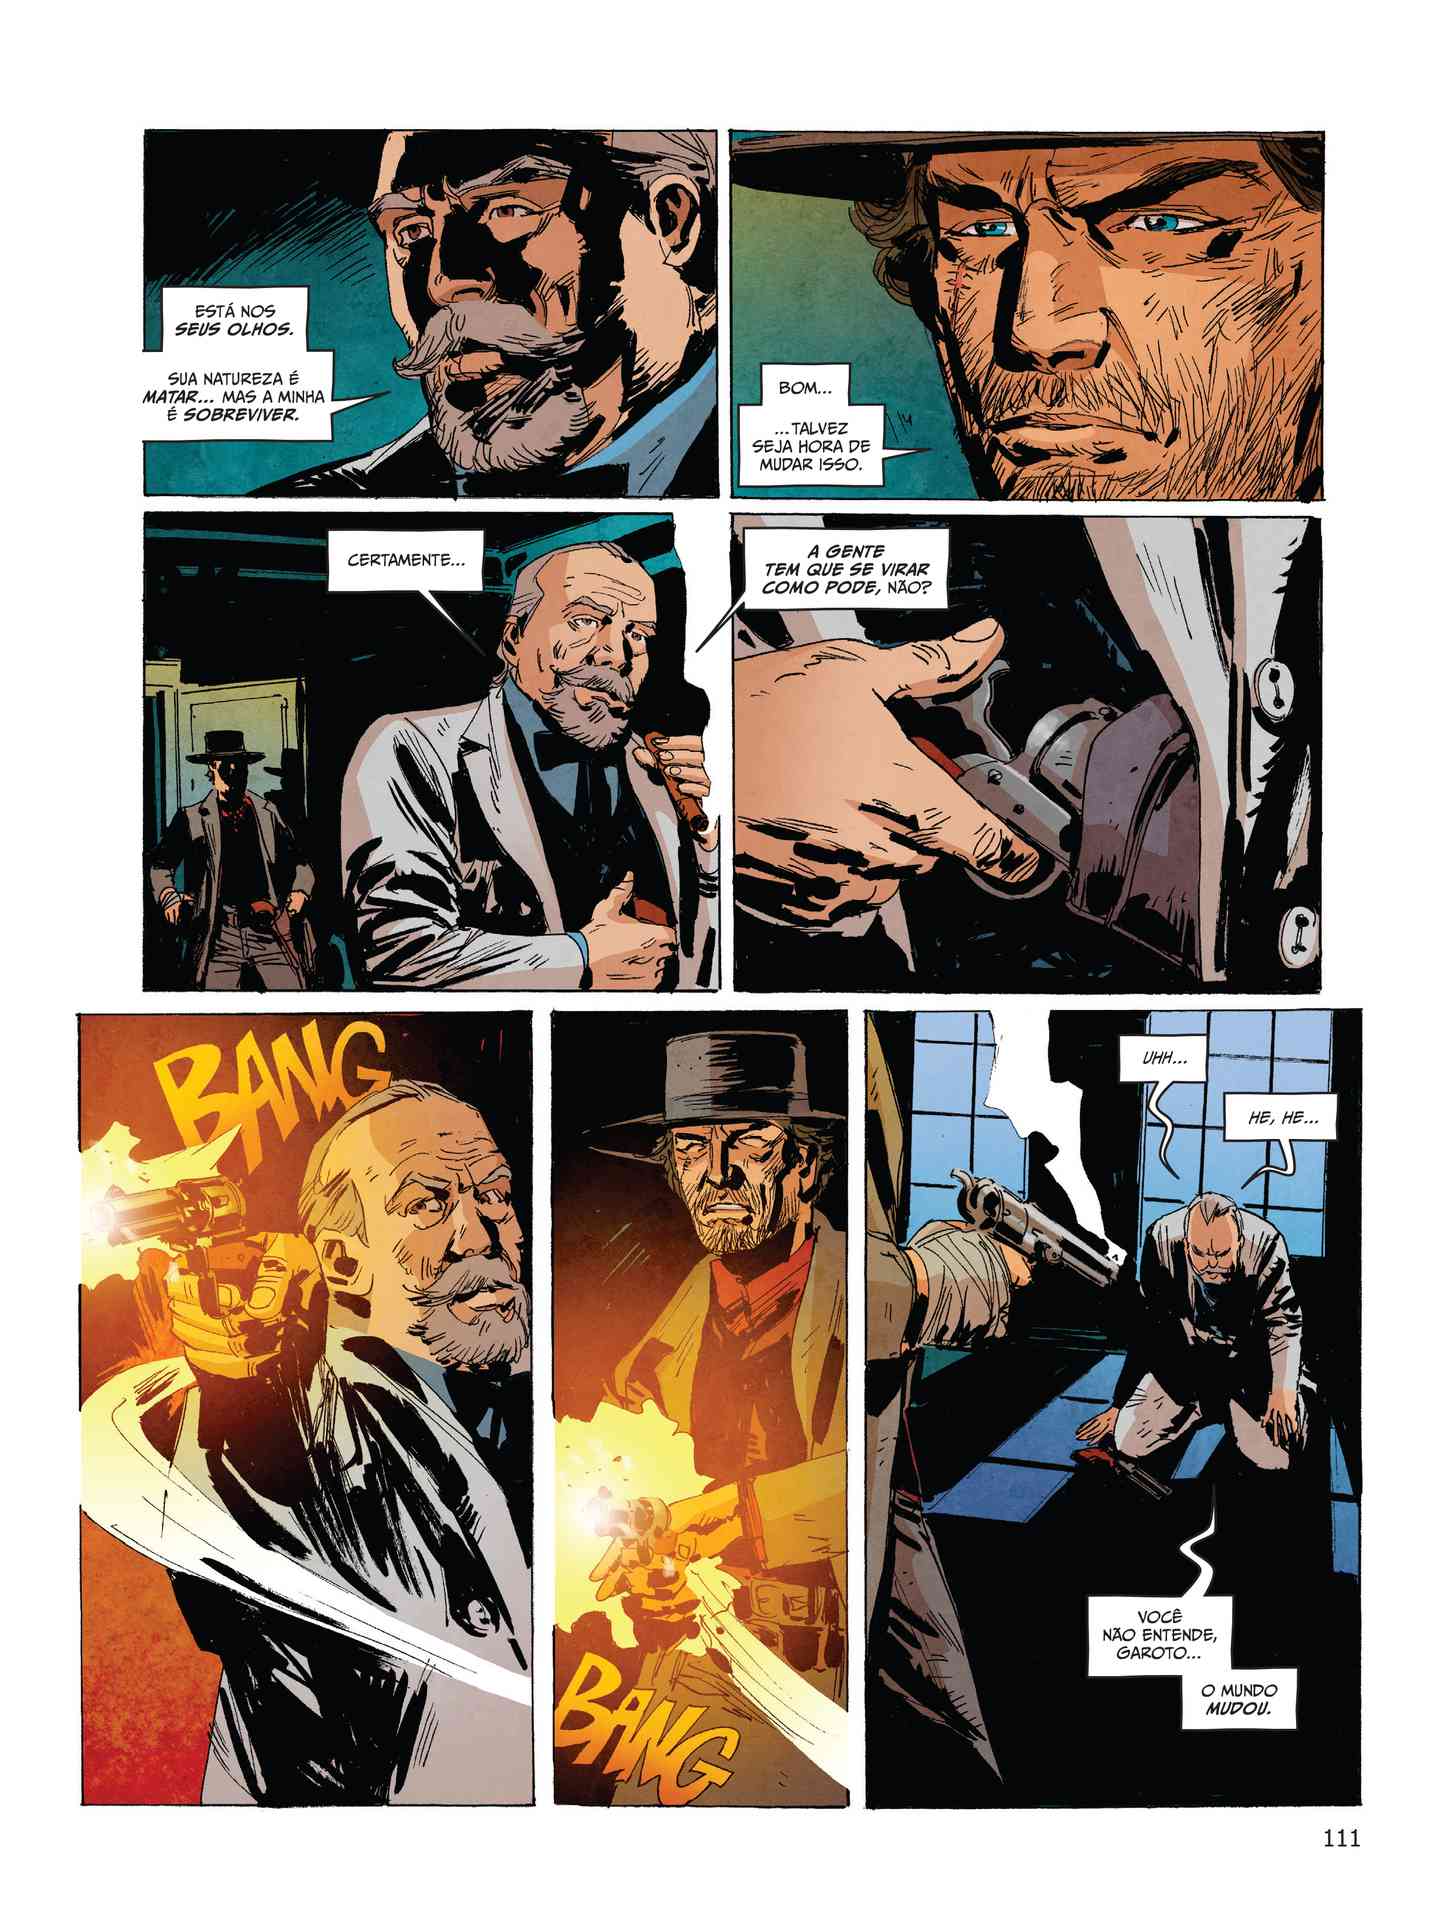 ESTÁ NOS
SEUS OLHOS.
SUA NATUREZA É
MATAR... MAS A MINHA
É SOBREVIVER.
BOM...
...TALVEZ
SEJA HORA DE
MUDAR ISSO.
CERTAMENTE...
A GENTE
TEM QUE SE VIRAR
COMO PODE, NÃO?
BANG
BANG
UHH...
HE, HE...
VOCÊ
NÃO ENTENDE,
GAROTO...
O MUNDO
MUDOU.
111